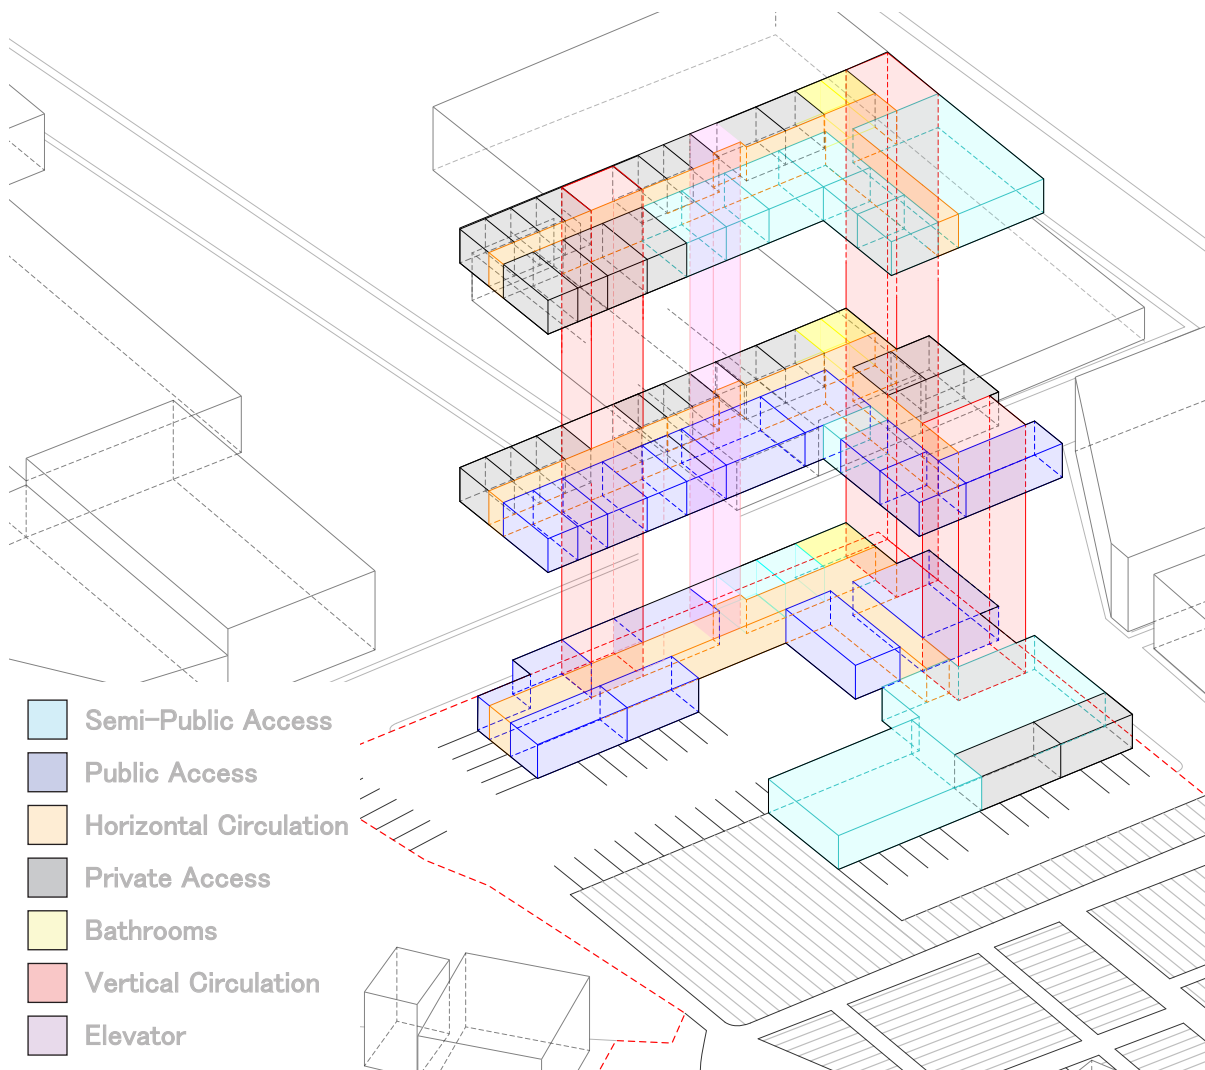 Semi-Public Access
Public Access
Horizontal Circulation
Private Access
Bathrooms
Vertical Circulation
Elevator